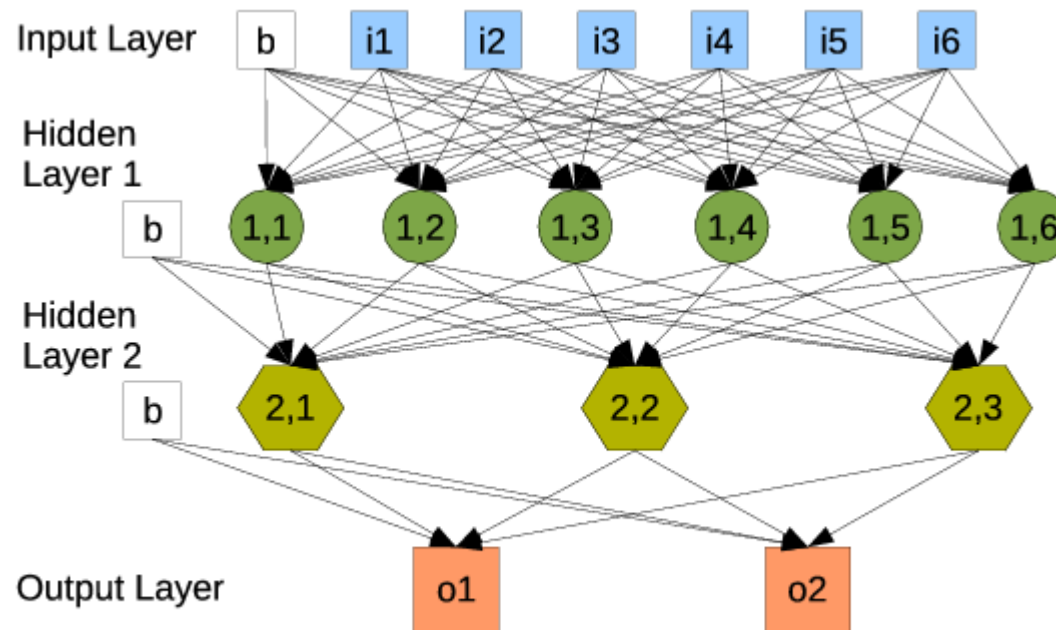 Input Layer b i1 i2 i3 i4 i5 i6
Hidden
Layer 1
b 1,1 1,2 1,3 1,4 1,5 1,6
Hidden
Layer 2
b 2,1 2,2 2,3
Output Layer o1 o2